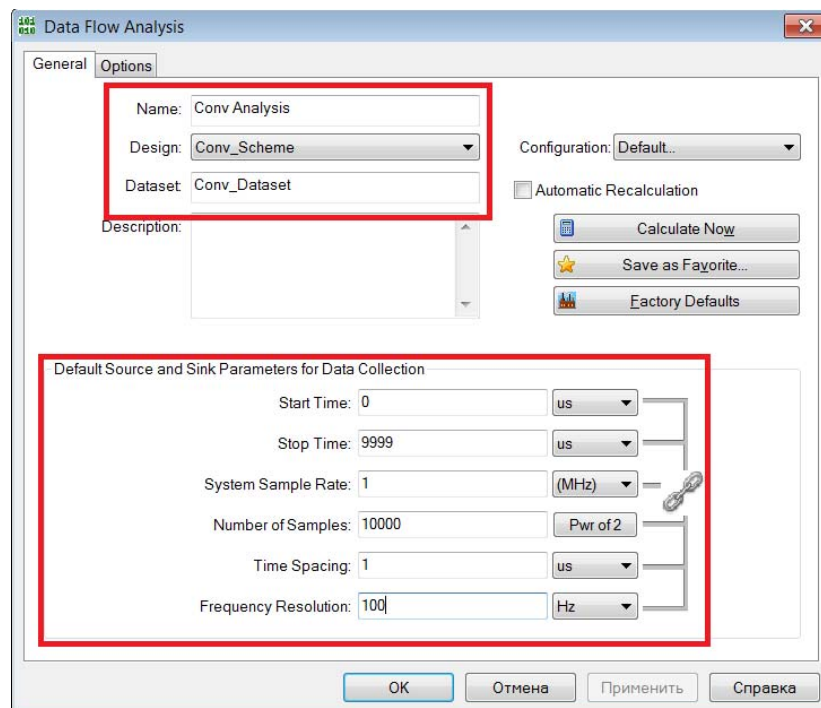 101
010
Data Flow Analysis
General
Options
Name: Conv Analysis
Design: Conv_Scheme
Configuration: Default...
Dataset: Conv_Dataset
Automatic Recalculation
Description:
Calculate Now
Save as Favorite...
Factory Defaults
Default Source and Sink Parameters for Data Collection
Start Time: 0 us
Stop Time: 9999 us
System Sample Rate: 1 (MHz)
Number of Samples: 10000 Pwr of 2
Time Spacing: 1 us
Frequency Resolution: 100 Hz
OK
Отмена
Применить
Справка